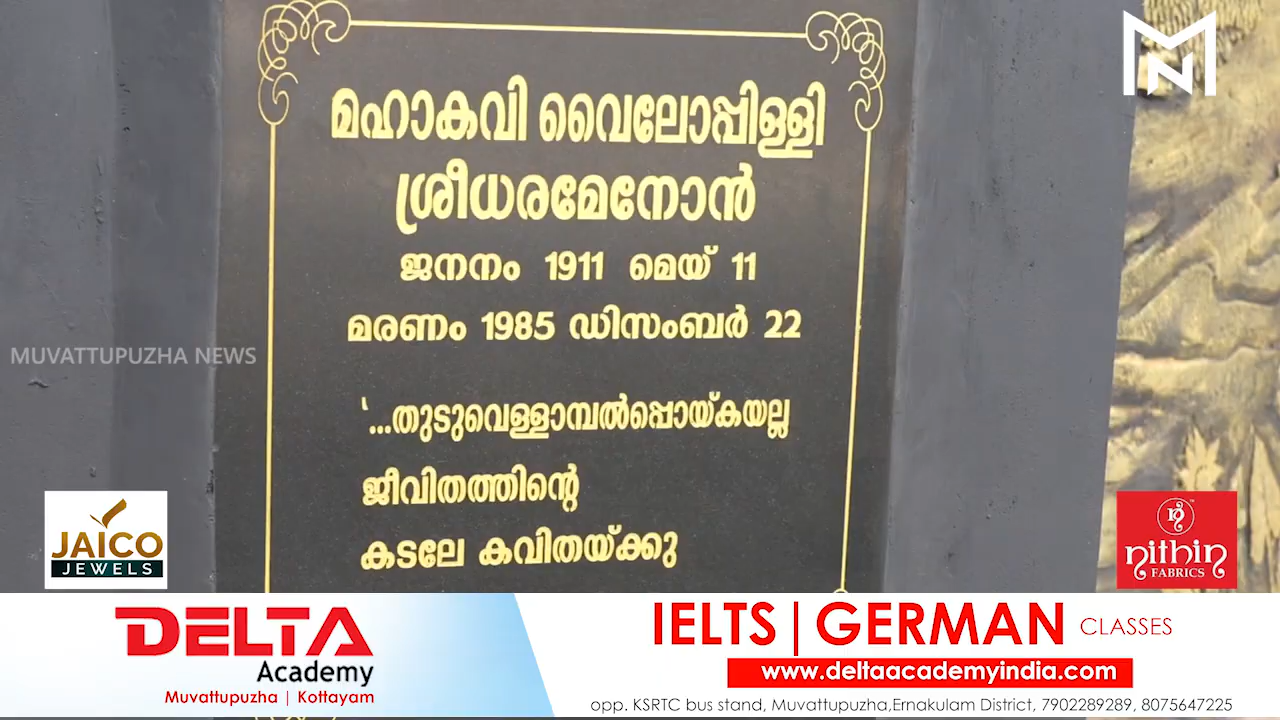 മഹാകവി വൈലോപ്പിള്ളി
ശ്രീധരമേനോൻ
ജനനം 1911 മെയ് 11
മരണം 1985 ഡിസംബർ 22
'...തുടുവെള്ളാമ്പൽപ്പൊയ്കയല്ല
ജീവിതത്തിന്റെ
കടലേ കവിതയ്ക്കു
MUVATTUPUZHA NEWS
MN
JAICO
JEWELS
nithin
FABRICS
DELTA
Academy
Muvattupuzha | Kottayam
IELTS | GERMAN CLASSES
www.deltaacademyindia.com
opp. KSRTC bus stand, Muvattupuzha,Ernakulam District, 7902289289, 8075647225